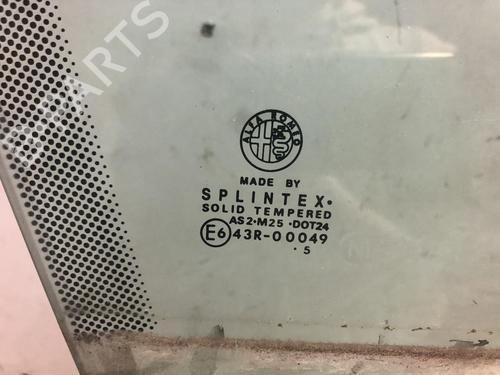 PARTS
ALFA ROMEO
MADE BY
SPLINTEX·
SOLID TEMPERED
AS2·M25·DOT24
E6 43R-00049
·5